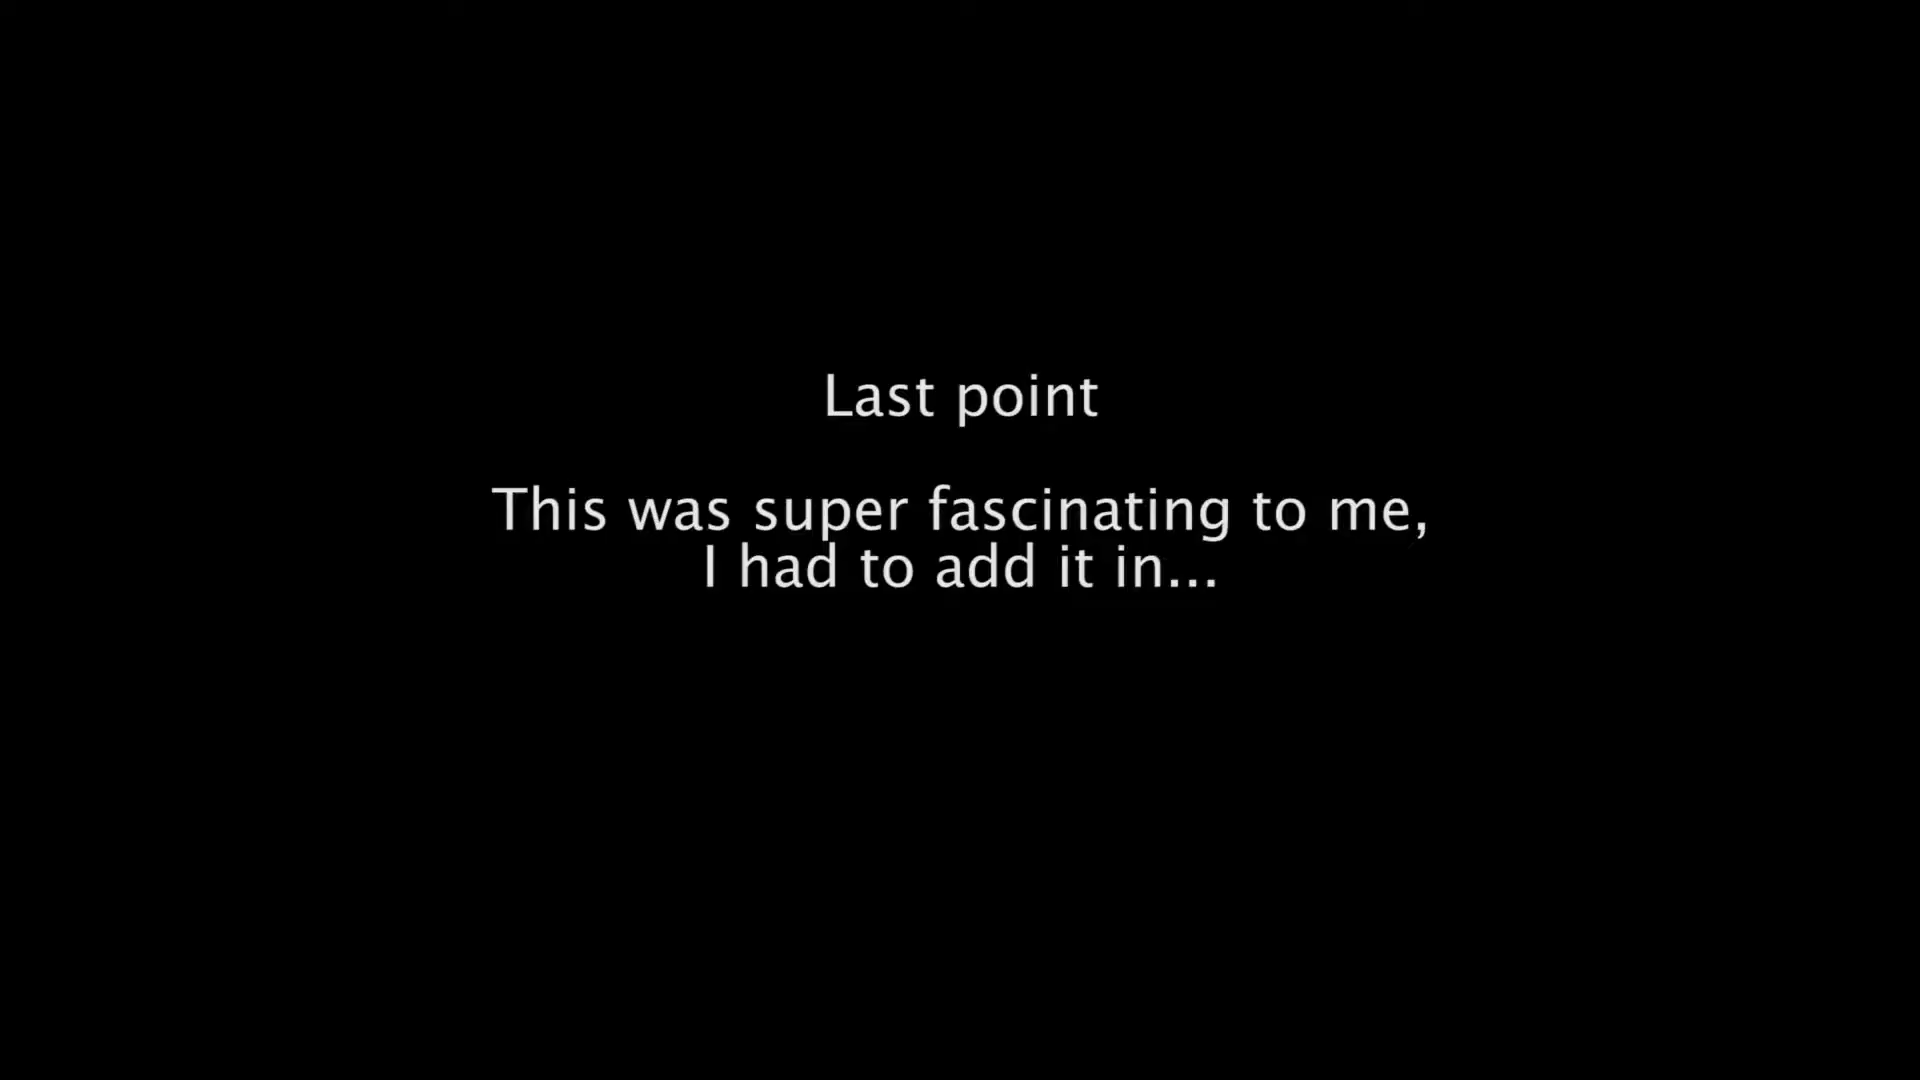 Last point
This was super fascinating to me,
I had to add it in...